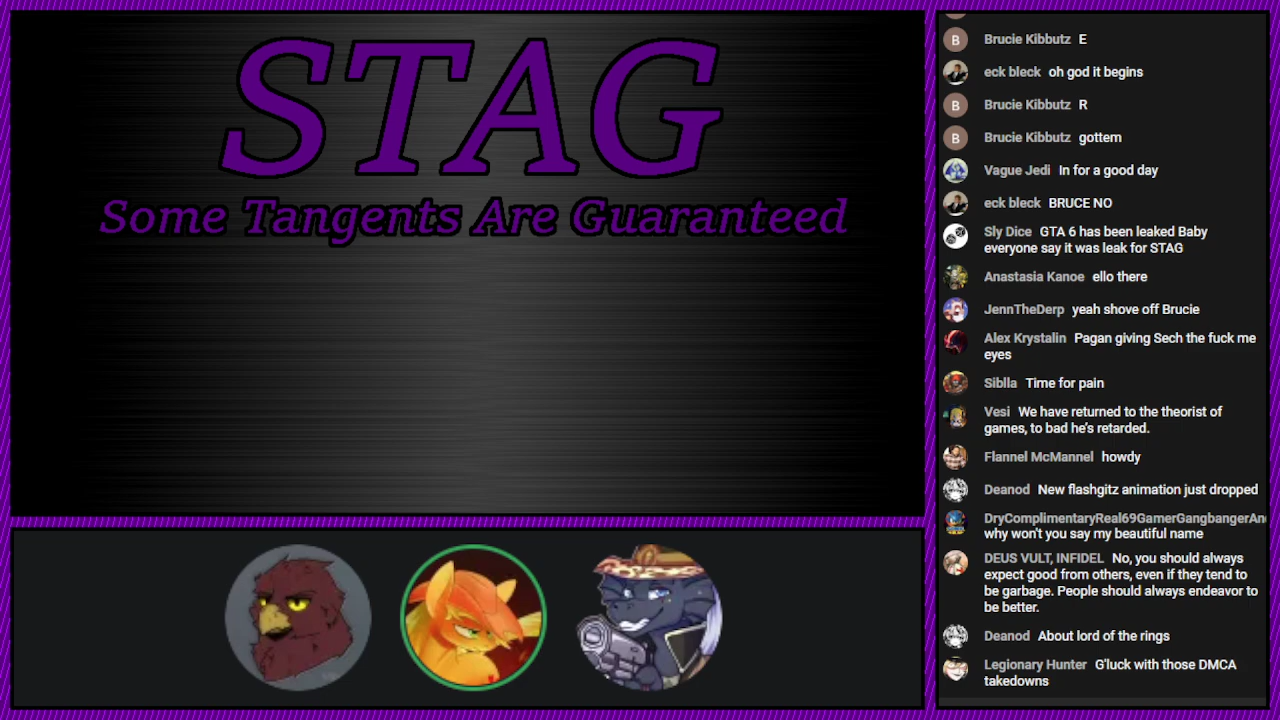 STAG
Some Tangents Are Guaranteed
B Brucie Kibbutz E
eck bleck oh god it begins
B Brucie Kibbutz R
B Brucie Kibbutz gottem
Vague Jedi In for a good day
eck bleck BRUCE NO
Sly Dice GTA 6 has been leaked Baby
everyone say it was leak for STAG
Anastasia Kanoe ello there
JennTheDerp yeah shove off Brucie
Alex Krystalin Pagan giving Sech the fuck me
eyes
Siblla Time for pain
Vesi We have returned to the theorist of
games, to bad he's retarded.
Flannel McMannel howdy
Deanod New flashgitz animation just dropped
DryComplimentaryReal69GamerGangbangerAn
why won't you say my beautiful name
DEUS VULT, INFIDEL No, you should always
expect good from others, even if they tend to
be garbage. People should always endeavor to
be better.
Deanod About lord of the rings
Legionary Hunter G'luck with those DMCA
takedowns